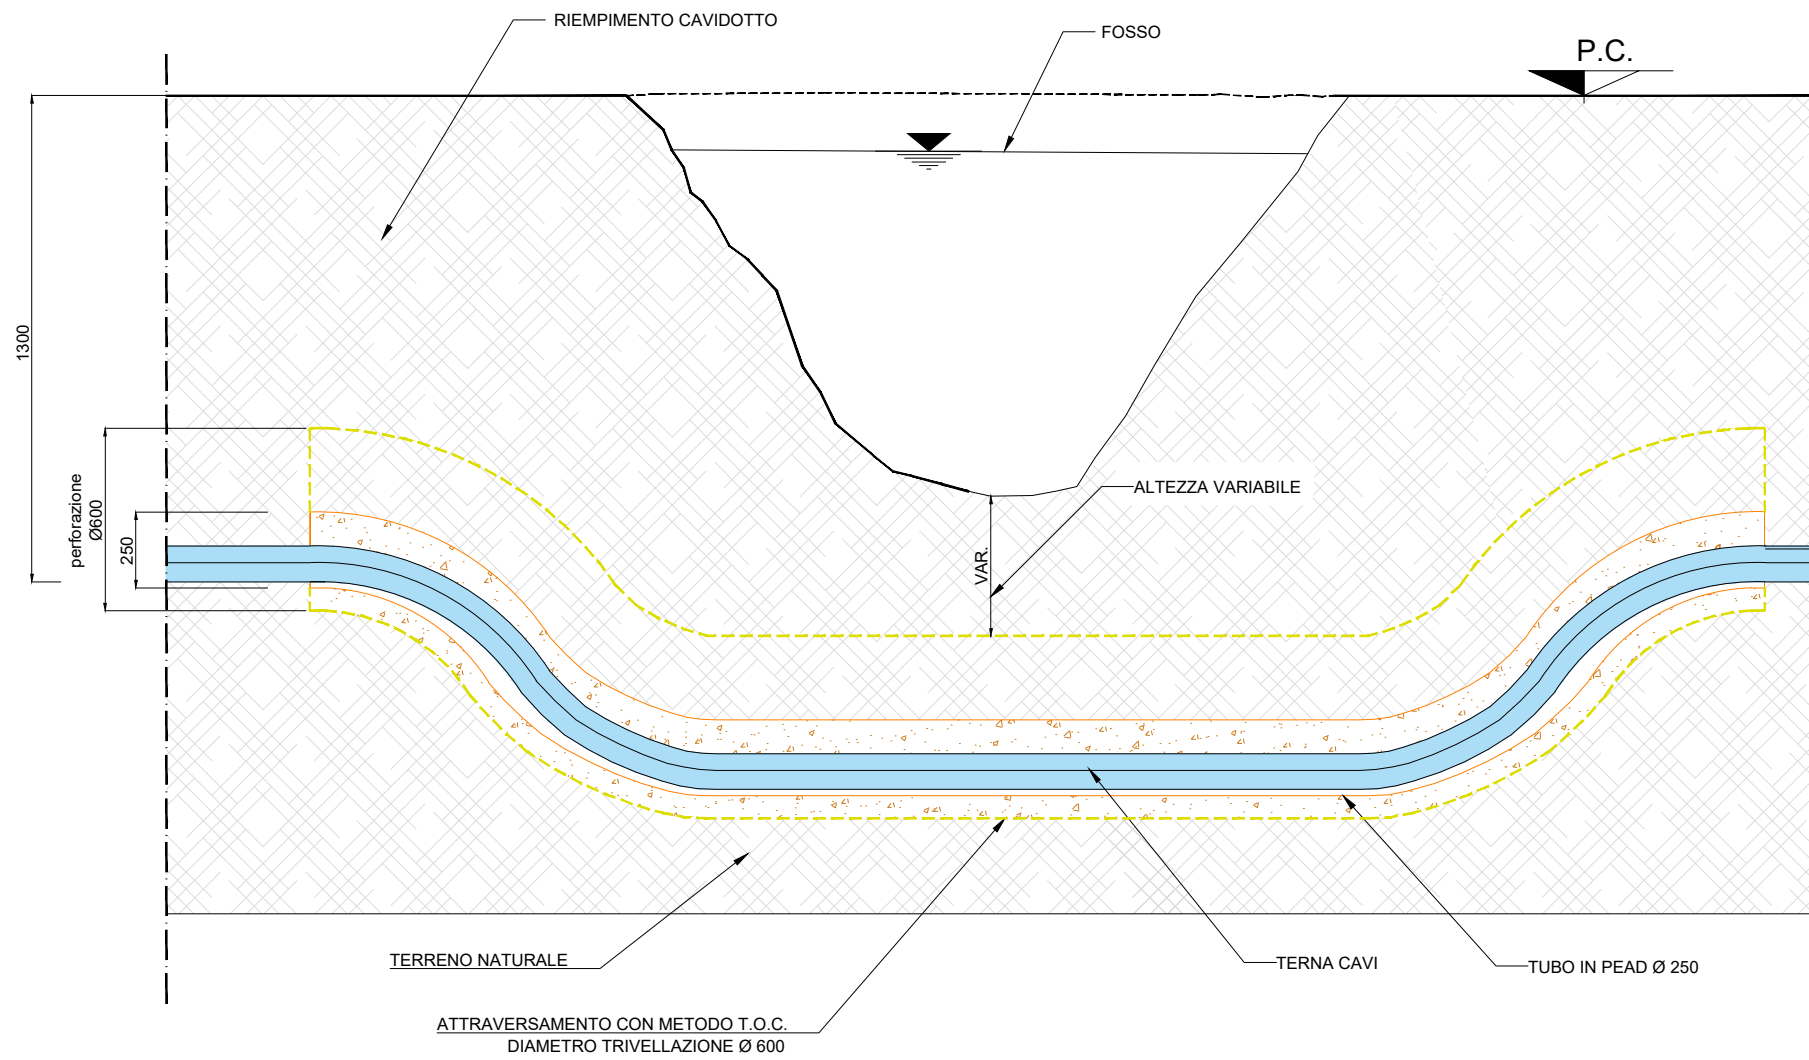 RIEMPIMENTO CAVIDOTTO
FOSSO
P.C.
1300
perforazione
Ø600
250
ALTEZZA VARIABILE
VAR.
TERRENO NATURALE
TERNA CAVI
TUBO IN PEAD Ø 250
ATTRAVERSAMENTO CON METODO T.O.C.
DIAMETRO TRIVELLAZIONE Ø 600